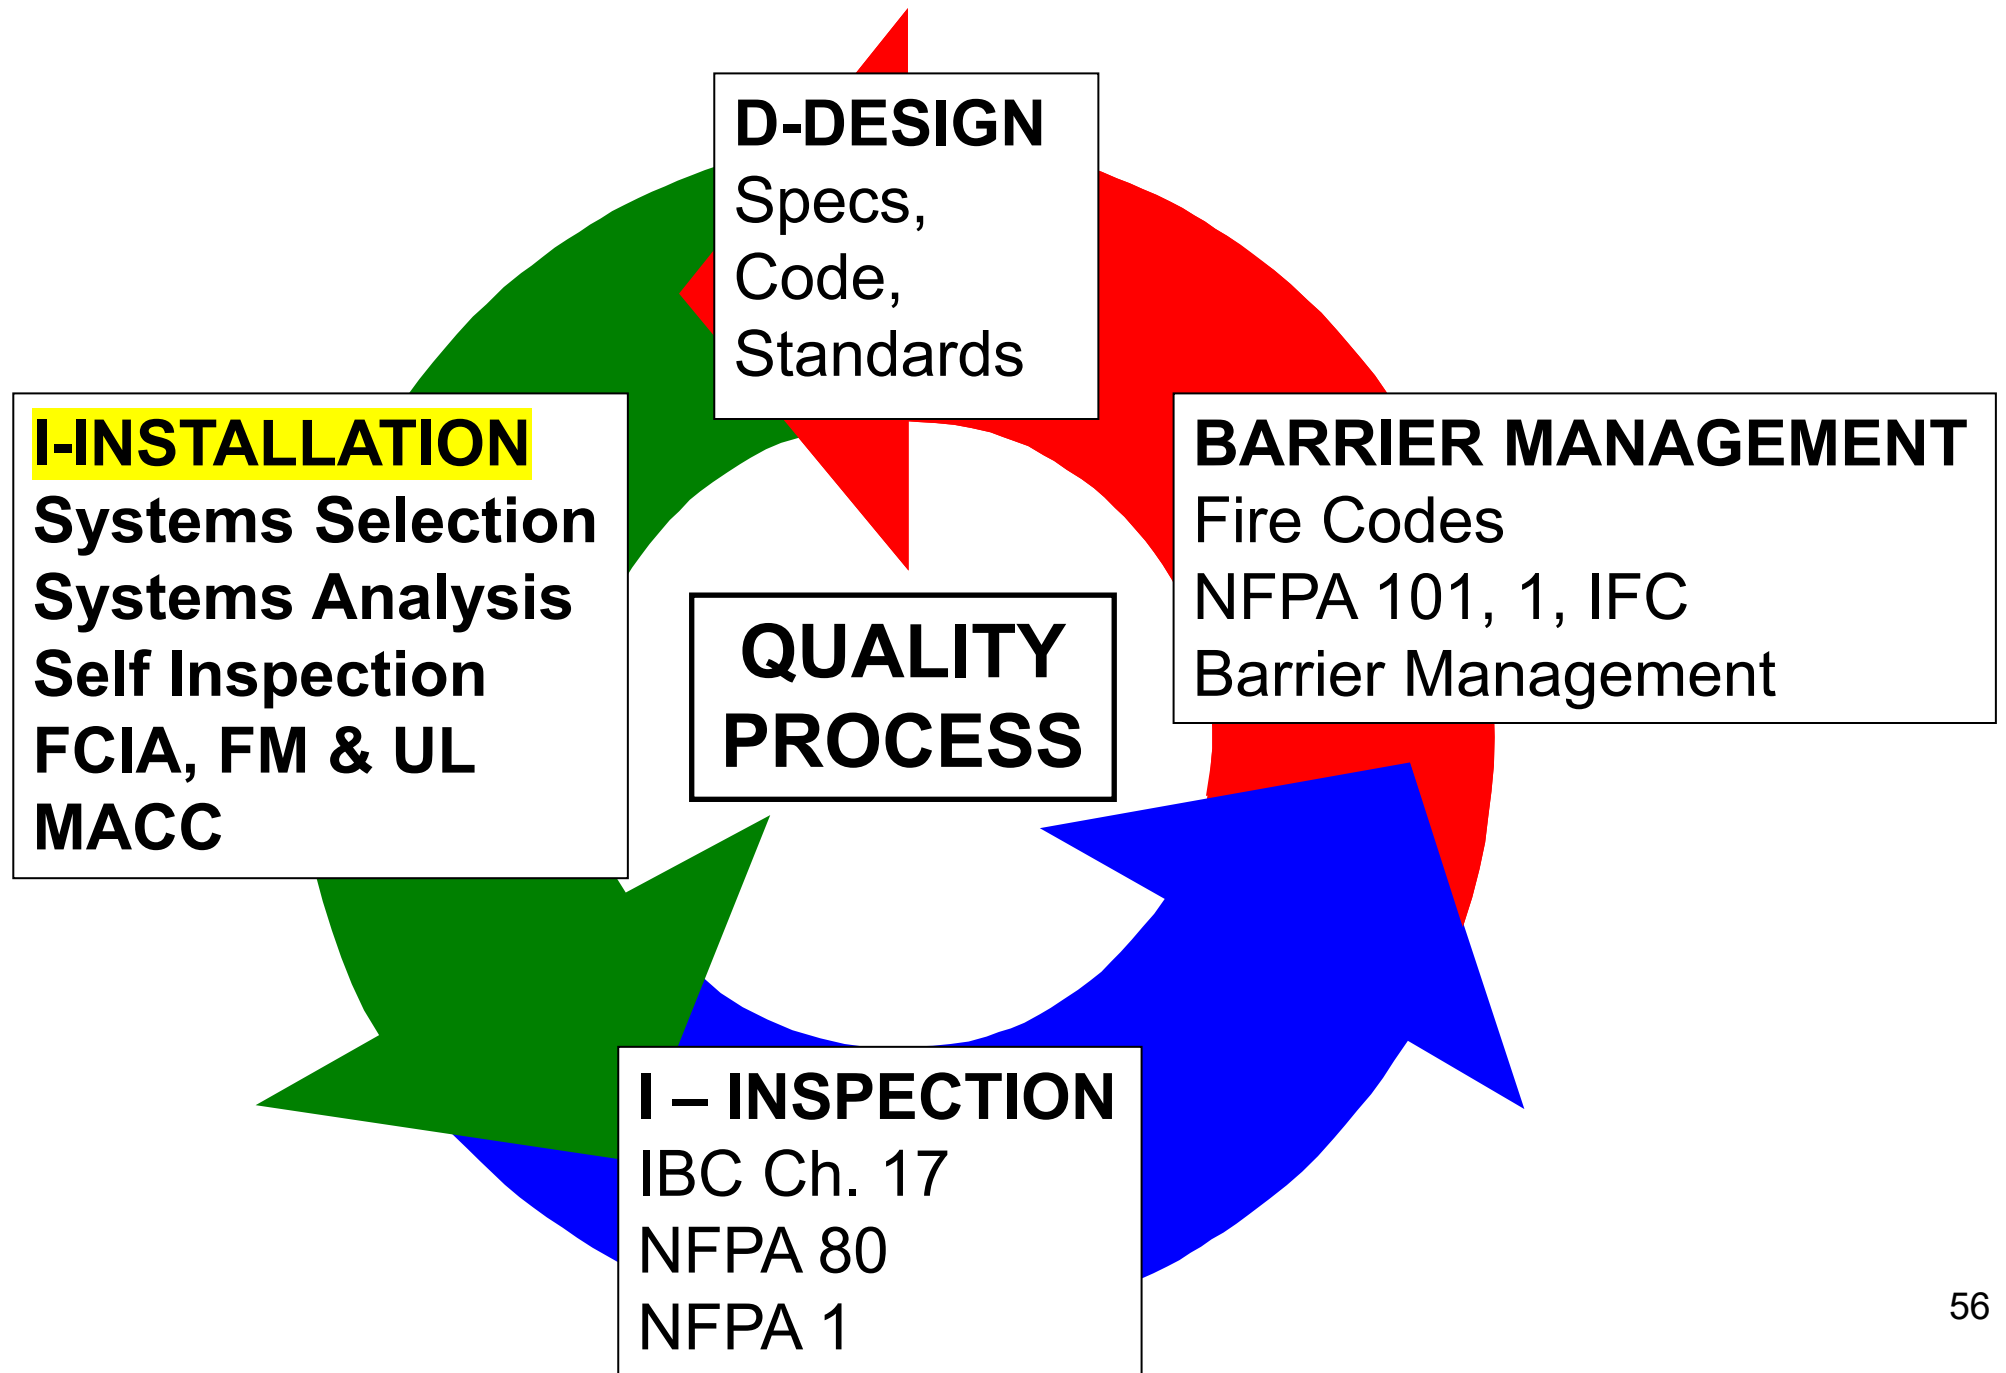 D-DESIGN
Specs,
Code,
Standards
I-INSTALLATION
Systems Selection
Systems Analysis
Self Inspection
FCIA, FM & UL
MACC
BARRIER MANAGEMENT
Fire Codes
NFPA 101, 1, IFC
Barrier Management
QUALITY
PROCESS
I – INSPECTION
IBC Ch. 17
NFPA 80
NFPA 1
56